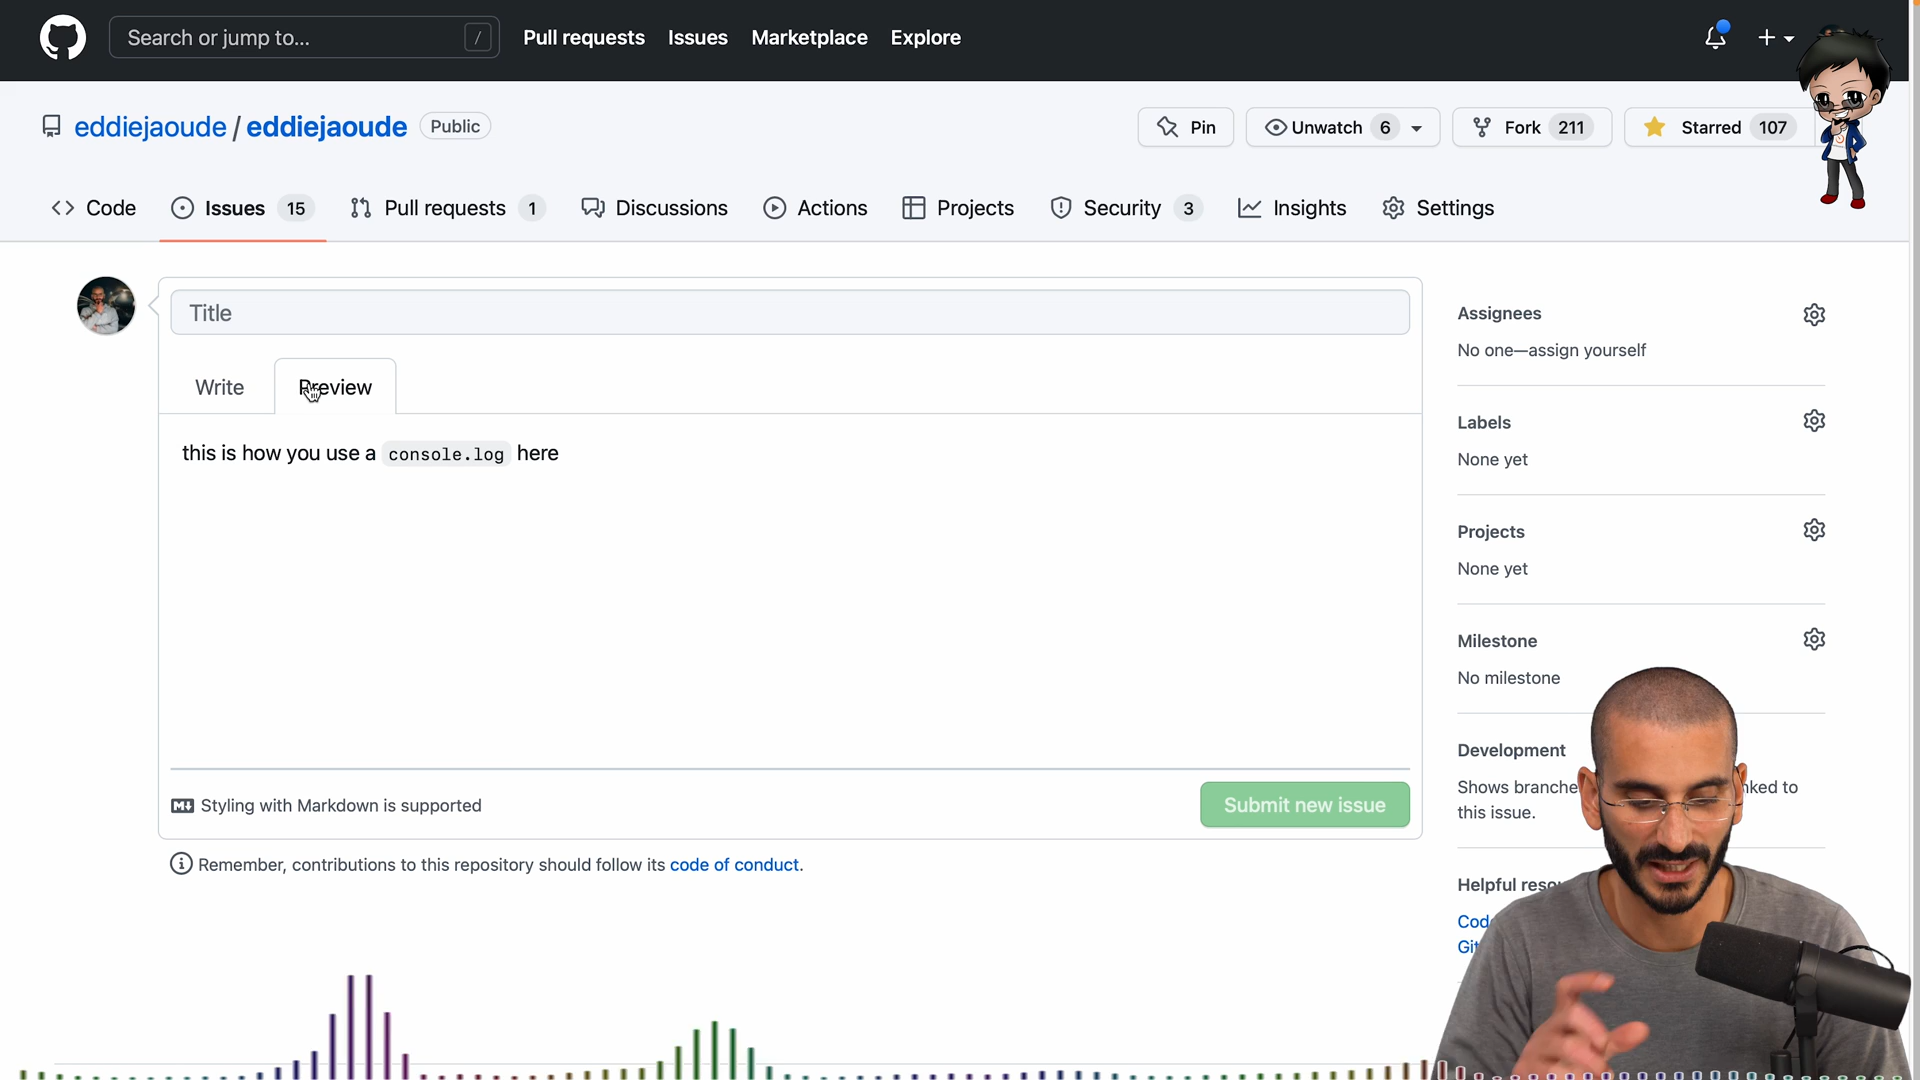 Search or jump to... /
Pull requests Issues Marketplace Explore
eddiejaoude / eddiejaoude Public
Pin
Unwatch 6
Fork 211
Starred 107
Code
Issues 15
Pull requests 1
Discussions
Actions
Projects
Security 3
Insights
Settings
Title
Write
Preview
this is how you use a console.log here
Styling with Markdown is supported
Submit new issue
Remember, contributions to this repository should follow its code of conduct.
Assignees
No one—assign yourself
Labels
None yet
Projects
None yet
Milestone
No milestone
Development
Shows
this issue.
Helpful